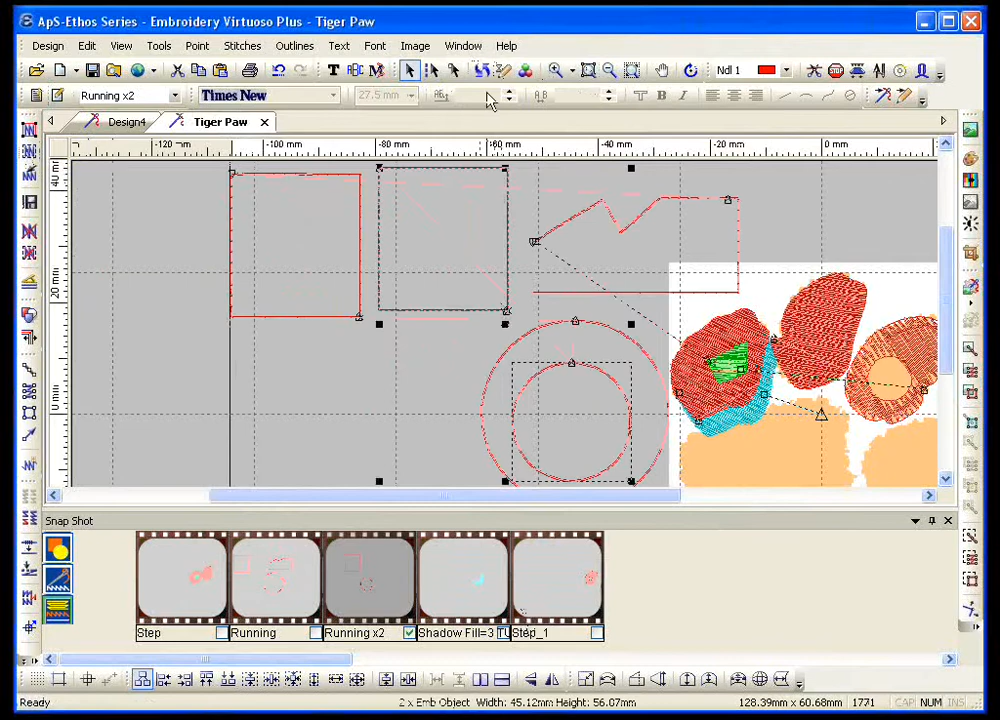 ApS-Ethos Series - Embroidery Virtuoso Plus - Tiger Paw
Design Edit View Tools Point Stitches Outlines Text Font Image Window Help
Ndl 1
Running x2 Times New 27.5 mm
Design4 Tiger Paw
-120 mm -100 mm -80 mm -60 mm -40 mm -20 mm 0 mm
20 mm
0 mm
Snap Shot
Step Running Running x2 Shadow Fill=3 Step_1
Ready 2 x Emb Object Width: 45.12mm Height: 56.07mm 128.39mm x 60.68mm 1771 CAP NUM INS